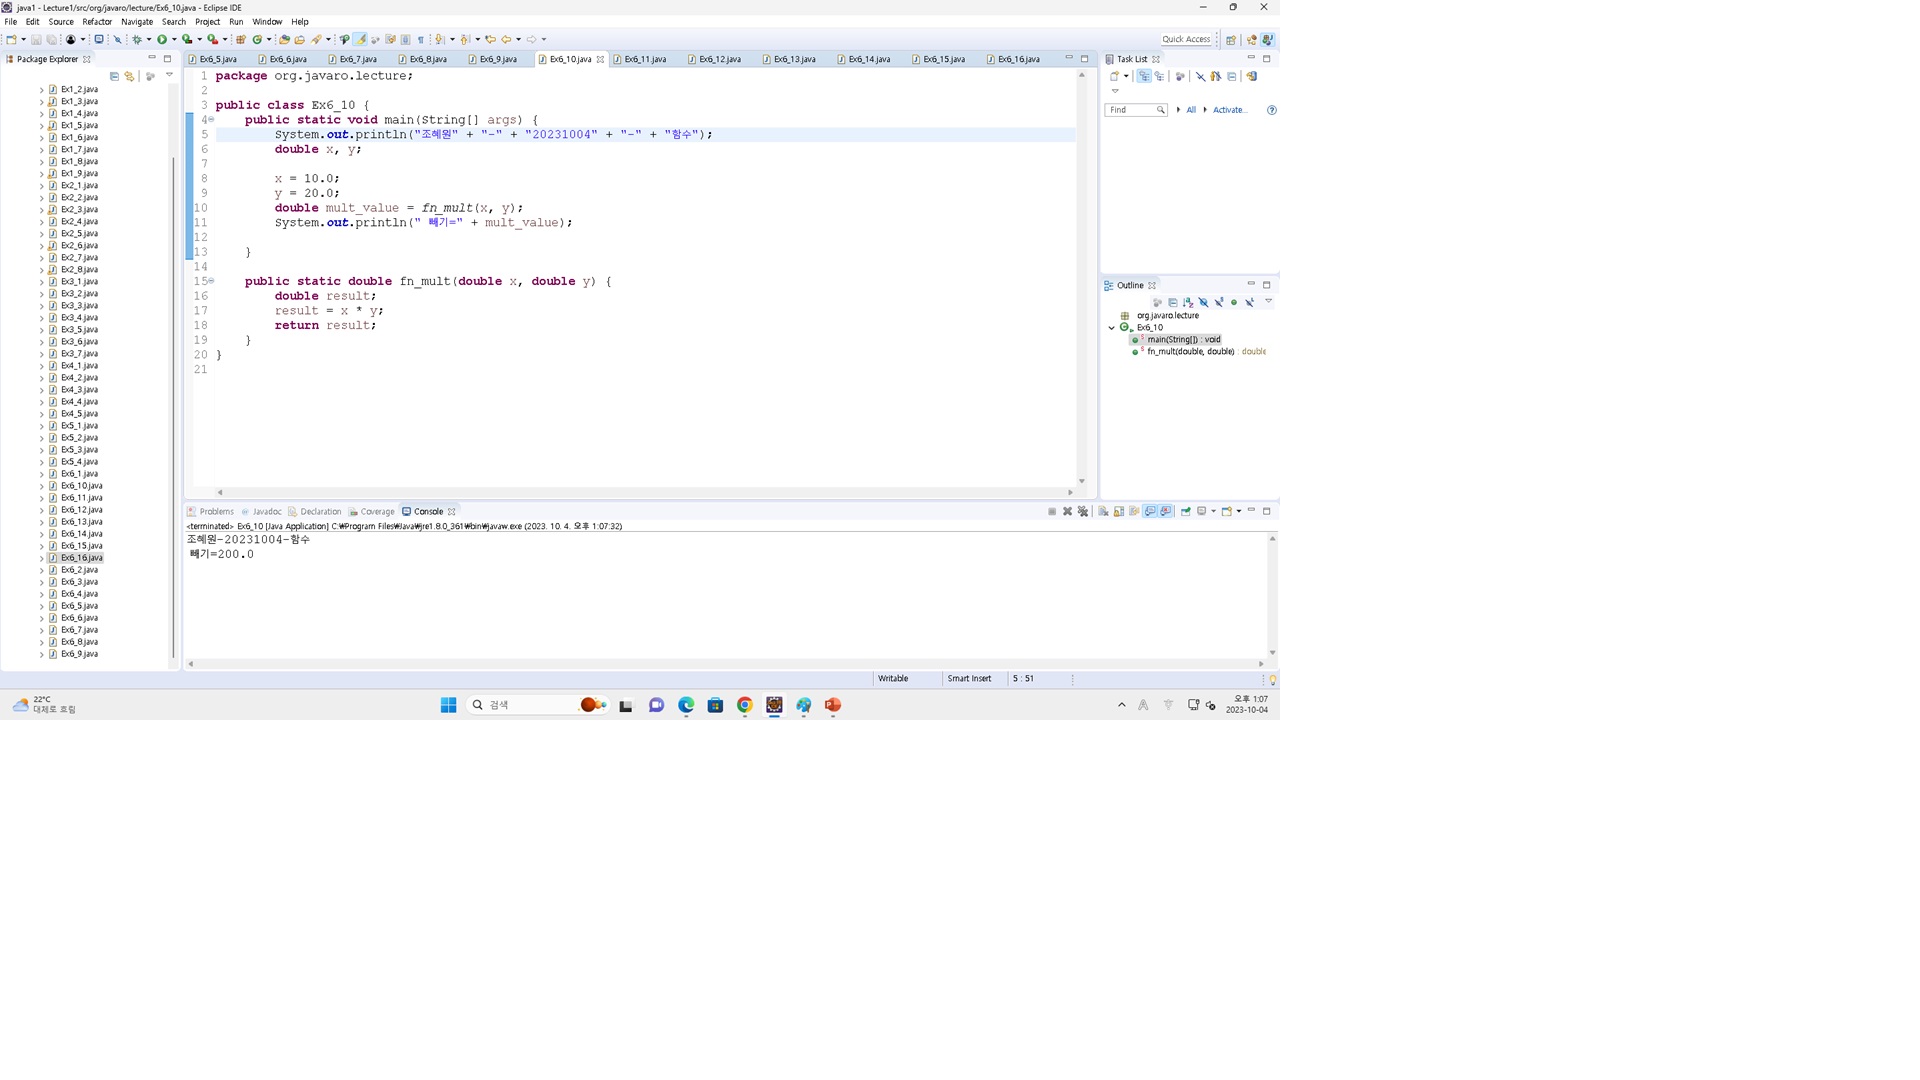 java1 - Lecture1/src/org/javaro/lecture/Ex6_10.java - Eclipse IDE
File Edit Source Refactor Navigate Search Project Run Window Help
Quick Access
Package Explorer
Ex1_2.java
Ex1_3.java
Ex1_4.java
Ex1_5.java
Ex1_6.java
Ex1_7.java
Ex1_8.java
Ex1_9.java
Ex2_1.java
Ex2_2.java
Ex2_3.java
Ex2_4.java
Ex2_5.java
Ex2_6.java
Ex2_7.java
Ex2_8.java
Ex3_1.java
Ex3_2.java
Ex3_3.java
Ex3_4.java
Ex3_5.java
Ex3_6.java
Ex3_7.java
Ex4_1.java
Ex4_2.java
Ex4_3.java
Ex4_4.java
Ex4_5.java
Ex5_1.java
Ex5_2.java
Ex5_3.java
Ex5_4.java
Ex6_1.java
Ex6_10.java
Ex6_11.java
Ex6_12.java
Ex6_13.java
Ex6_14.java
Ex6_15.java
Ex6_16.java
Ex6_2.java
Ex6_3.java
Ex6_4.java
Ex6_5.java
Ex6_6.java
Ex6_7.java
Ex6_8.java
Ex6_9.java
Ex6_5.java Ex6_6.java Ex6_7.java Ex6_8.java Ex6_9.java Ex6_10.java Ex6_11.java Ex6_12.java Ex6_13.java Ex6_14.java Ex6_15.java Ex6_16.java
1 package org.javaro.lecture;
2
3 public class Ex6_10 {
4 public static void main(String[] args) {
5 System.out.println("조혜원" + "-" + "20231004" + "-" + "함수");
6 double x, y;
7
8 x = 10.0;
9 y = 20.0;
10 double mult_value = fn_mult(x, y);
11 System.out.println(" 빼기=" + mult_value);
12
13 }
14
15 public static double fn_mult(double x, double y) {
16 double result;
17 result = x * y;
18 return result;
19 }
20 }
21
Task List
Find All Activate...
Outline
org.javaro.lecture
Ex6_10
main(String[]) : void
fn_mult(double, double) : double
Problems Javadoc Declaration Coverage Console
<terminated> Ex6_10 [Java Application] C:₩Program Files₩Java₩jre1.8.0_361₩bin₩javaw.exe (2023. 10. 4. 오후 1:07:32)
조혜원-20231004-함수
빼기=200.0
Writable Smart Insert 5 : 51
22°C
대체로 흐림
검색
오후 1:07
2023-10-04